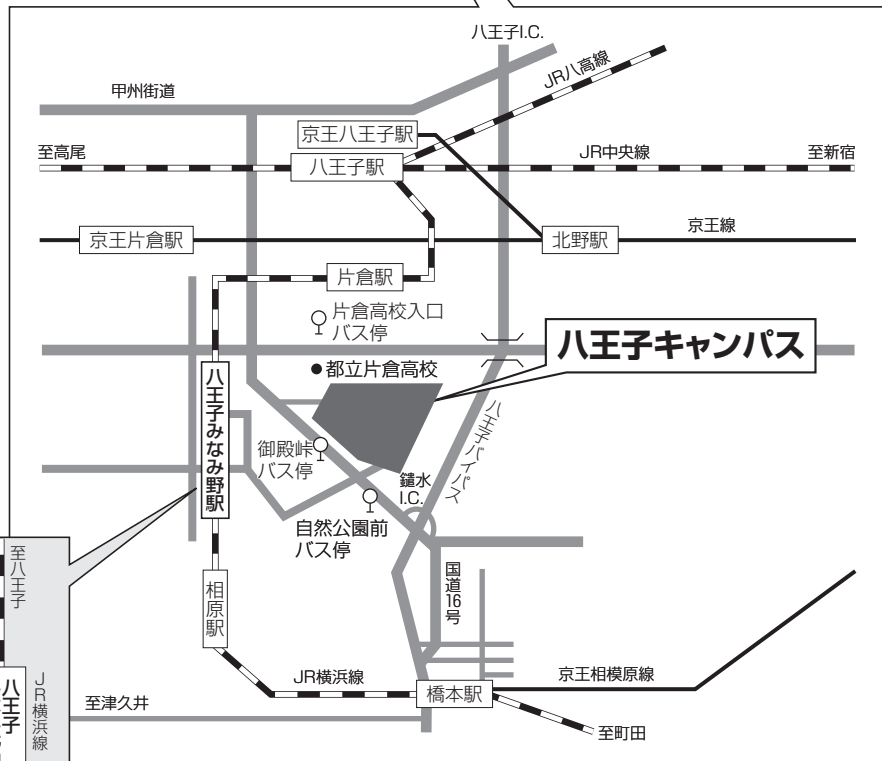 八王子I.C.
JR八高線
甲州街道
京王八王子駅
至高尾
八王子駅
JR中央線
至新宿
京王片倉駅
北野駅
京王線
片倉駅
片倉高校入口
バス停
八王子キャンパス
都立片倉高校
八王子みなみ野駅
八王子バイパス
御殿峠
バス停
鑓水
I.C.
自然公園前
バス停
至八王子
国道16号
相原駅
JR横浜線
京王相模原線
橋本駅
八王子
JR横浜線
至津久井
至町田